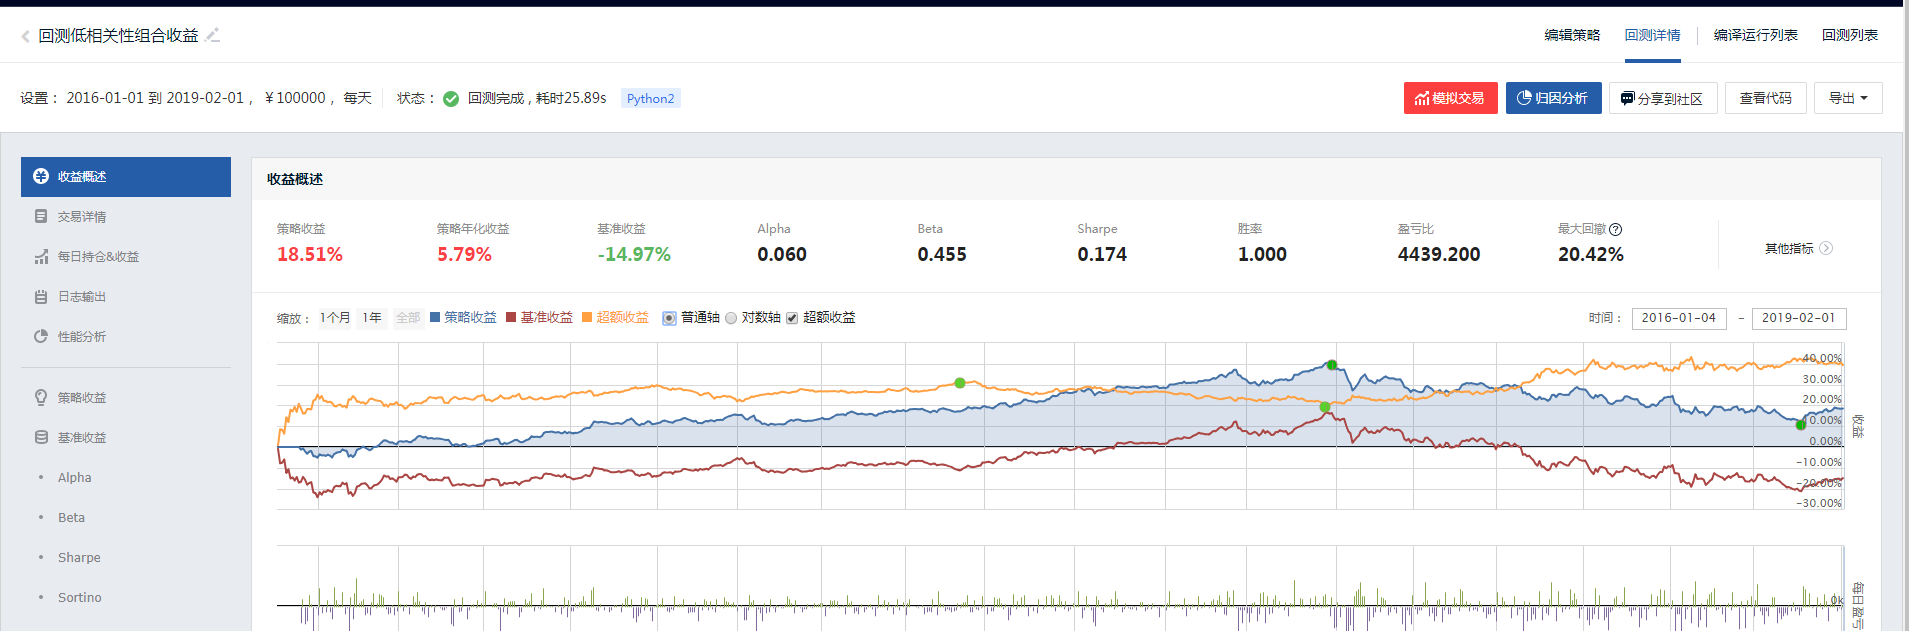 回测低相关性组合收益
编辑策略 回测详情 编译运行列表 回测列表
设置： 2016-01-01 到 2019-02-01， ￥100000， 每天 状态： 回测完成，耗时25.89s Python2
模拟交易 归因分析 分享到社区 查看代码 导出
收益概述
交易详情
每日持仓&收益
日志输出
性能分析
策略收益
基准收益
Alpha
Beta
Sharpe
Sortino
收益概述
策略收益 策略年化收益 基准收益 Alpha Beta Sharpe 胜率 盈亏比 最大回撤
18.51% 5.79% -14.97% 0.060 0.455 0.174 1.000 4439.200 20.42%
其他指标
缩放： 1个月 1年 全部 策略收益 基准收益 超额收益 普通轴 对数轴 超额收益
时间： 2016-01-04 - 2019-02-01
40.00%
30.00%
20.00%
0.00%
-10.00%
-20.00%
-30.00%
收益
0k
每日盈亏